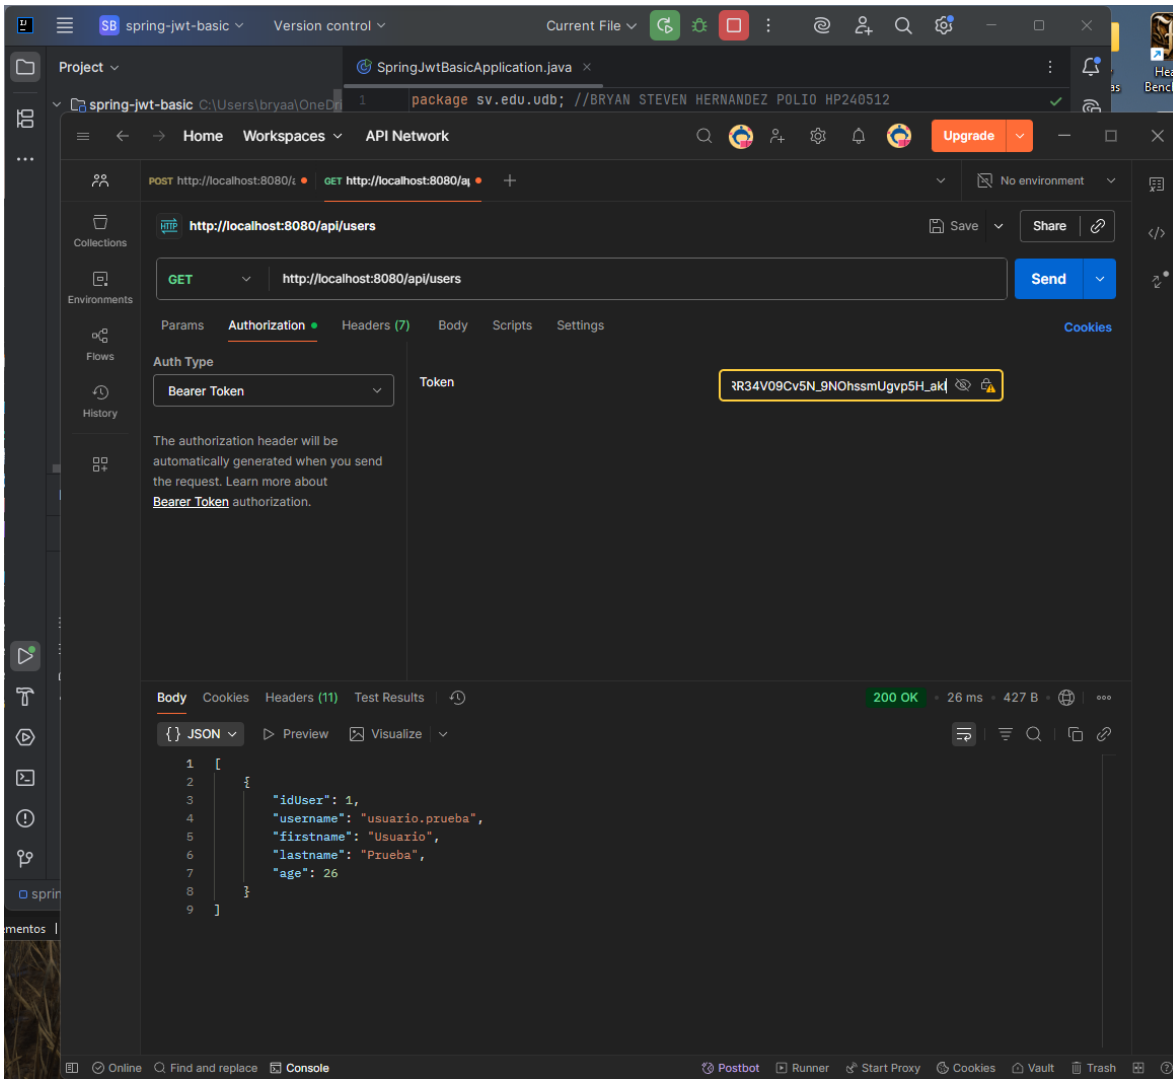 SB spring-jwt-basic Version control Current File
Project
SpringJwtBasicApplication.java
spring-jwt-basic C:\Users\bryaa\OneDri
1 package sv.edu.udb; //BRYAN STEVEN HERNANDEZ POLIO HP240512
Home Workspaces API Network Upgrade
POST http://localhost:8080/a GET http://localhost:8080/ap No environment
HTTP http://localhost:8080/api/users Save Share
Collections
GET http://localhost:8080/api/users Send
Environments
Params Authorization Headers (7) Body Scripts Settings Cookies
Flows
Auth Type
Bearer Token
Token
RR34V09Cv5N_9NOhssmUgvp5H_akI
History
The authorization header will be
automatically generated when you send
the request. Learn more about
Bearer Token authorization.
Body Cookies Headers (11) Test Results 200 OK 26 ms 427 B
{} JSON Preview Visualize
1 [
2 {
3 "idUser": 1,
4 "username": "usuario.prueba",
5 "firstname": "Usuario",
6 "lastname": "Prueba",
7 "age": 26
8 }
9 ]
sprin
ementos
Online Find and replace Console Postbot Runner Start Proxy Cookies Vault Trash